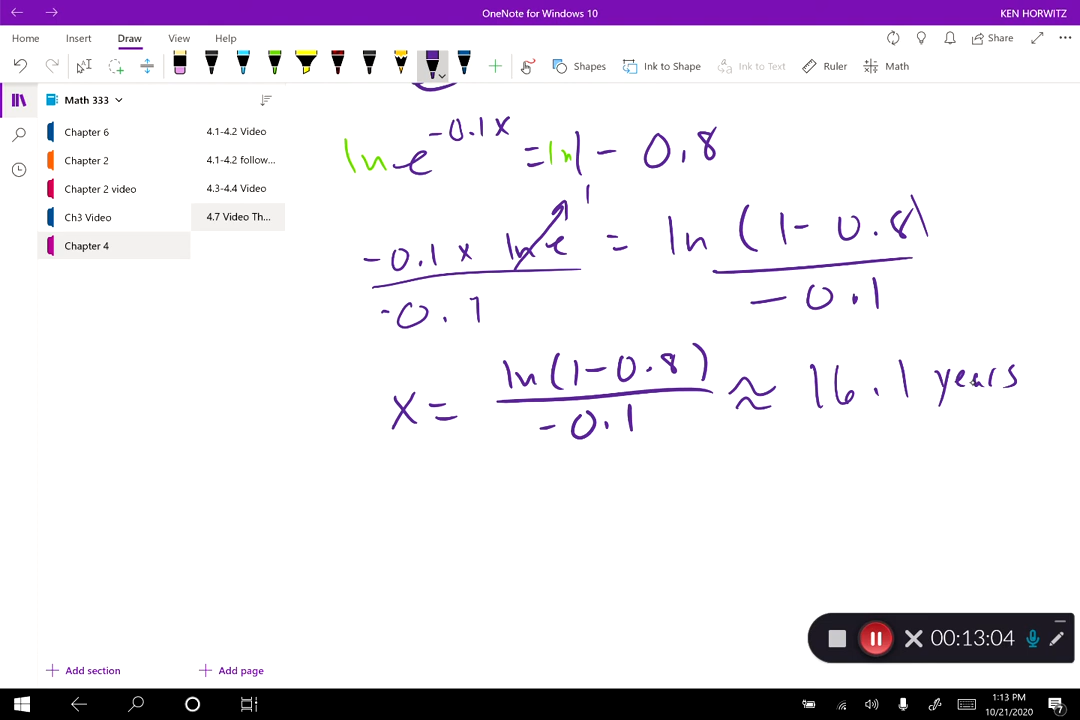 OneNote for Windows 10
KEN HORWITZ
Home Insert Draw View Help
Share
Shapes Ink to Shape Ink to Text Ruler Math
Math 333
Chapter 6
Chapter 2
Chapter 2 video
Ch3 Video
Chapter 4
4.1-4.2 Video
4.1-4.2 follow...
4.3-4.4 Video
4.7 Video Th...
ln e^-0.1x = ln 1 - 0.8
-0.1x ln e = ln (1 - 0.8)
1
-0.1 -0.1
x = ln(1-0.8) ≈ 16.1 years
-0.1
00:13:04
Add section
Add page
1:13 PM
10/21/2020
7